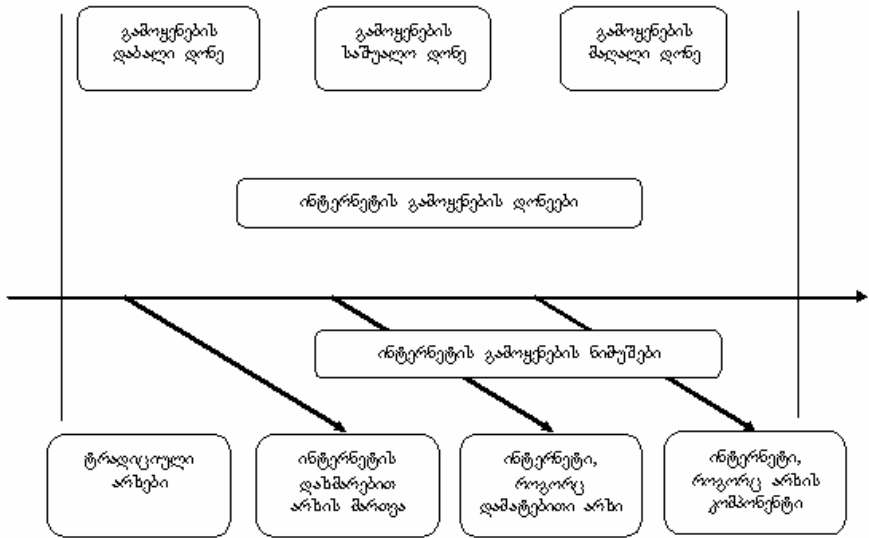 გამოყენების
დაბალი დონე
გამოყენების
საშუალო დონე
გამოყენების
მაღალი დონე
ინტერნეტის გამოყენების დონეები
ინტერნეტის გამოყენების ნიმუშები
ტრადიციული
არხები
ინტერნეტის
დახმარებით
არხის მართვა
ინტერნეტი,
როგორც
დამატებითი არხი
ინტერნეტი,
როგორც არხის
კომპონენტი